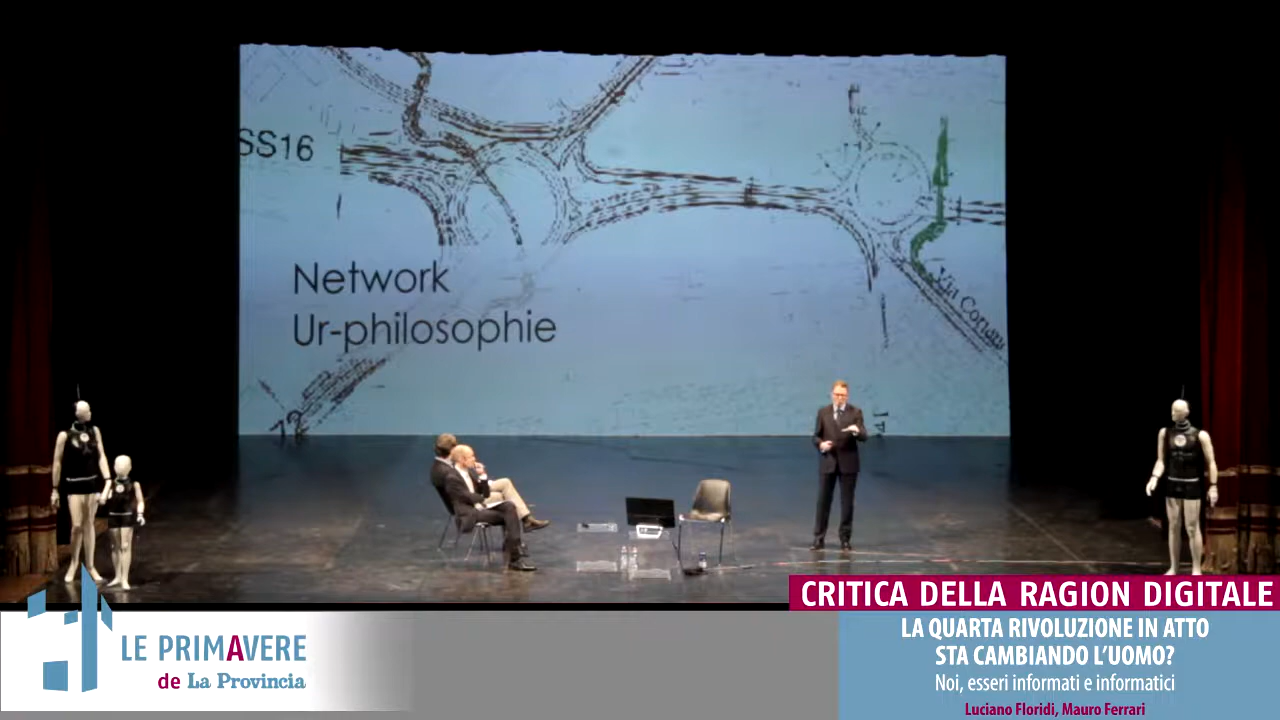 SS16
Network
Ur-philosophie
CRITICA DELLA RAGION DIGITALE
LA QUARTA RIVOLUZIONE IN ATTO
STA CAMBIANDO L'UOMO?
Noi, esseri informati e informatici
Luciano Floridi, Mauro Ferrari
LE PRIMAVERE
de La Provincia